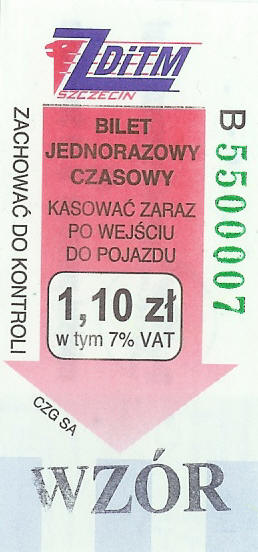 ZDiTM
SZCZECIN
BILET
JEDNORAZOWY
CZASOWY
KASOWAĆ ZARAZ
PO WEJŚCIU
DO POJAZDU
1,10 zł
w tym 7% VAT
ZACHOWAĆ DO KONTROLI
B 5500007
CZG SA
WZÓR